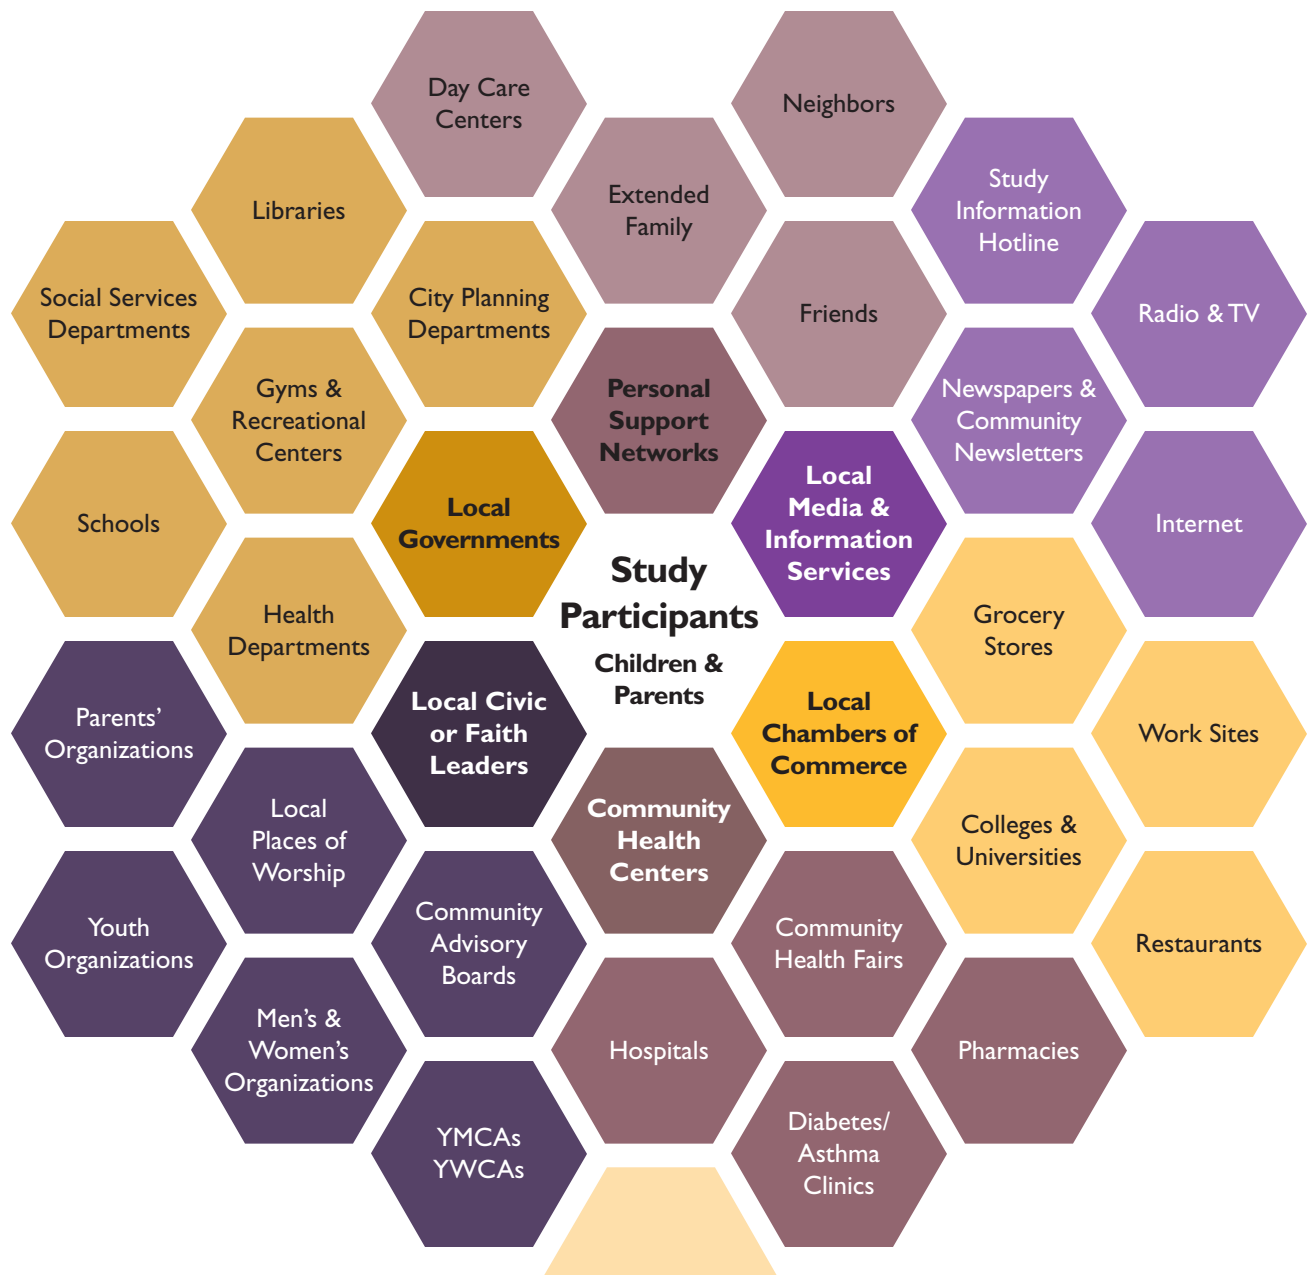 Day Care
Centers
Neighbors
Libraries
Extended
Family
Study
Information
Hotline
Social Services
Departments
City Planning
Departments
Friends
Radio & TV
Gyms &
Recreational
Centers
Personal
Support
Networks
Newspapers &
Community
Newsletters
Schools
Local
Governments
Local
Media &
Information
Services
Internet
Study
Participants
Children &
Parents
Health
Departments
Grocery
Stores
Parents’
Organizations
Local Civic
or Faith
Leaders
Local
Chambers of
Commerce
Work Sites
Local
Places of
Worship
Community
Health
Centers
Colleges &
Universities
Youth
Organizations
Community
Advisory
Boards
Community
Health Fairs
Restaurants
Men’s &
Women’s
Organizations
Hospitals
Pharmacies
YMCAs
YWCAs
Diabetes/
Asthma
Clinics